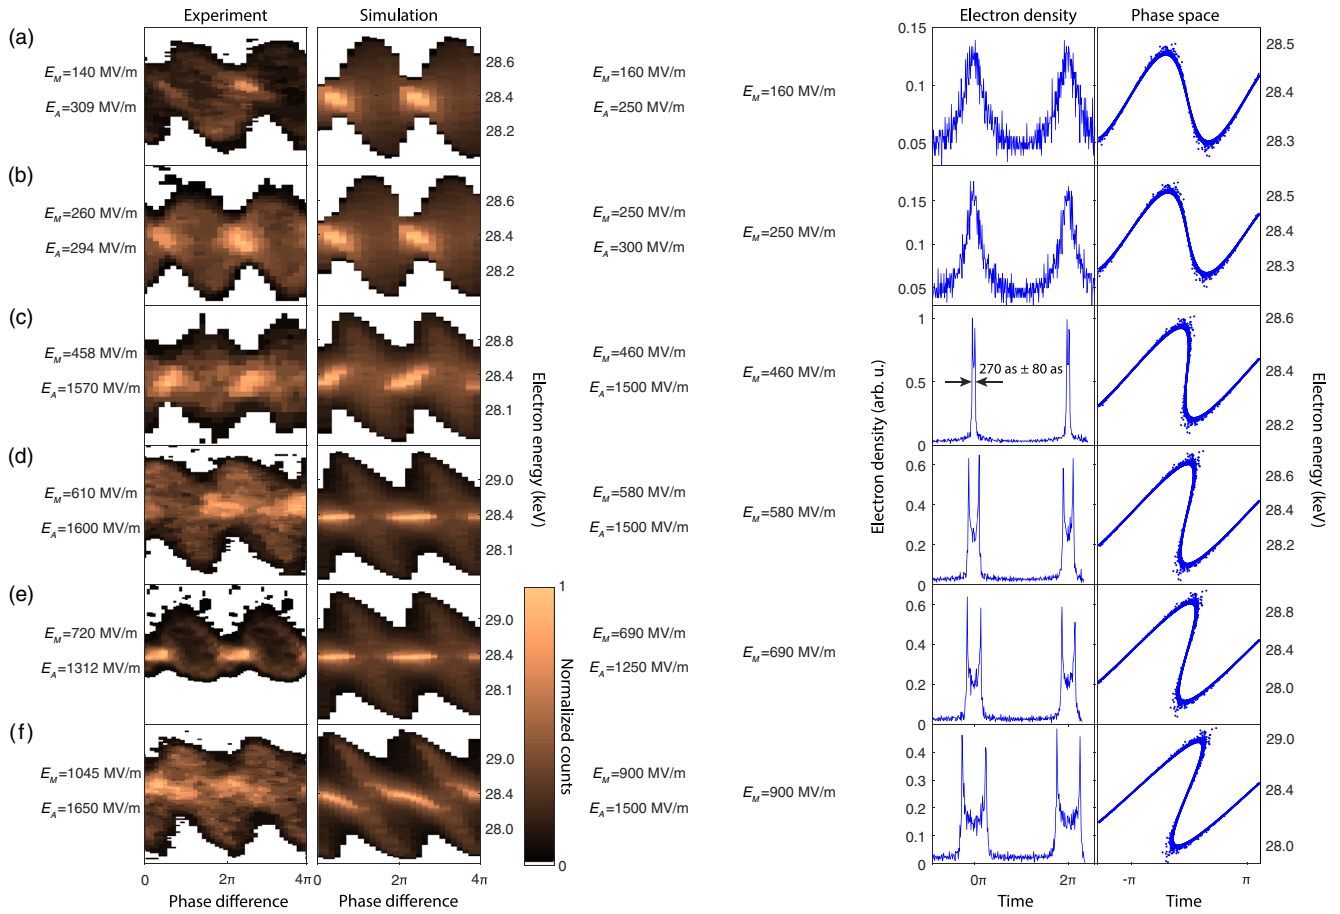 Experiment
Simulation
Electron density
Phase space
(a)
E_M=140 MV/m
E_A=309 MV/m
28.6
28.4
28.2
E_M=160 MV/m
E_A=250 MV/m
E_M=160 MV/m
0.15
0.1
0.05
28.5
28.4
28.3
(b)
E_M=260 MV/m
E_A=294 MV/m
28.6
28.4
28.2
E_M=250 MV/m
E_A=300 MV/m
E_M=250 MV/m
0.15
0.1
0.05
28.5
28.4
28.3
(c)
E_M=458 MV/m
E_A=1570 MV/m
28.8
28.4
28.1
E_M=460 MV/m
E_A=1500 MV/m
E_M=460 MV/m
1
0.5
0
270 as ± 80 as
28.6
28.4
28.2
(d)
E_M=610 MV/m
E_A=1600 MV/m
29.0
28.4
28.1
E_M=580 MV/m
E_A=1500 MV/m
E_M=580 MV/m
0.6
0.4
0.2
0
28.6
28.4
28.2
(e)
E_M=720 MV/m
E_A=1312 MV/m
29.0
28.4
28.1
E_M=690 MV/m
E_A=1250 MV/m
E_M=690 MV/m
0.6
0.4
0.2
0
28.8
28.4
28.0
(f)
E_M=1045 MV/m
E_A=1650 MV/m
29.0
28.4
28.0
E_M=900 MV/m
E_A=1500 MV/m
E_M=900 MV/m
0.4
0.3
0.2
0.1
0
29.0
28.4
28.0
Electron energy (keV)
1
Normalized counts
0
Electron density (arb. u.)
Electron energy (keV)
0
2π
4π
0
2π
4π
0π
2π
-π
π
Phase difference
Phase difference
Time
Time